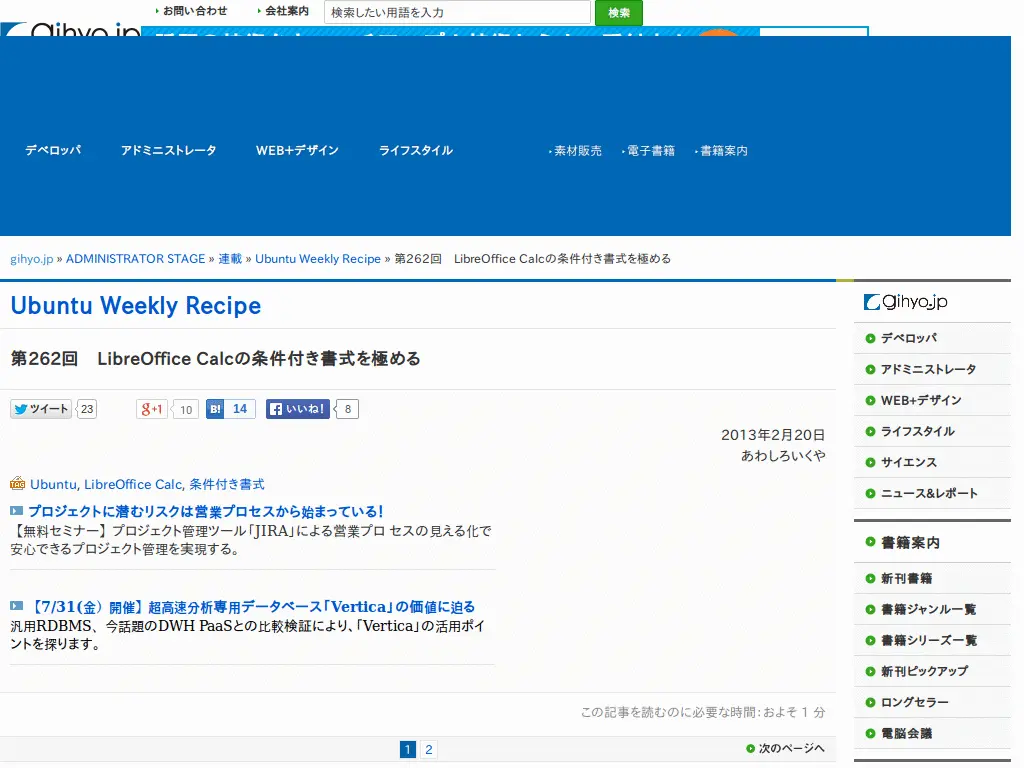 お問い合わせ
会社案内
検索したい用語を入力
検索
gihyo.jp
デベロッパ
アドミニストレータ
WEB+デザイン
ライフスタイル
素材販売
電子書籍
書籍案内
gihyo.jp » ADMINISTRATOR STAGE » 連載 » Ubuntu Weekly Recipe » 第262回　LibreOffice Calcの条件付き書式を極める
Ubuntu Weekly Recipe
第262回　LibreOffice Calcの条件付き書式を極める
ツイート 23
g+1 10
B! 14
いいね! 8
2013年2月20日
あわしろいくや
TAG Ubuntu, LibreOffice Calc, 条件付き書式
プロジェクトに潜むリスクは営業プロセスから始まっている！
【無料セミナー】プロジェクト管理ツール「JIRA」による営業プロ セスの見える化で
安心できるプロジェクト管理を実現する。
【7/31(金）開催】超高速分析専用データベース「Vertica」の価値に迫る
汎用RDBMS、今話題のDWH PaaSとの比較検証により、「Vertica」の活用ポイ
ントを探ります。
この記事を読むのに必要な時間：およそ 1 分
1 2
次のページへ
gihyo.jp
デベロッパ
アドミニストレータ
WEB+デザイン
ライフスタイル
サイエンス
ニュース&レポート
書籍案内
新刊書籍
書籍ジャンル一覧
書籍シリーズ一覧
新刊ピックアップ
ロングセラー
電脳会議